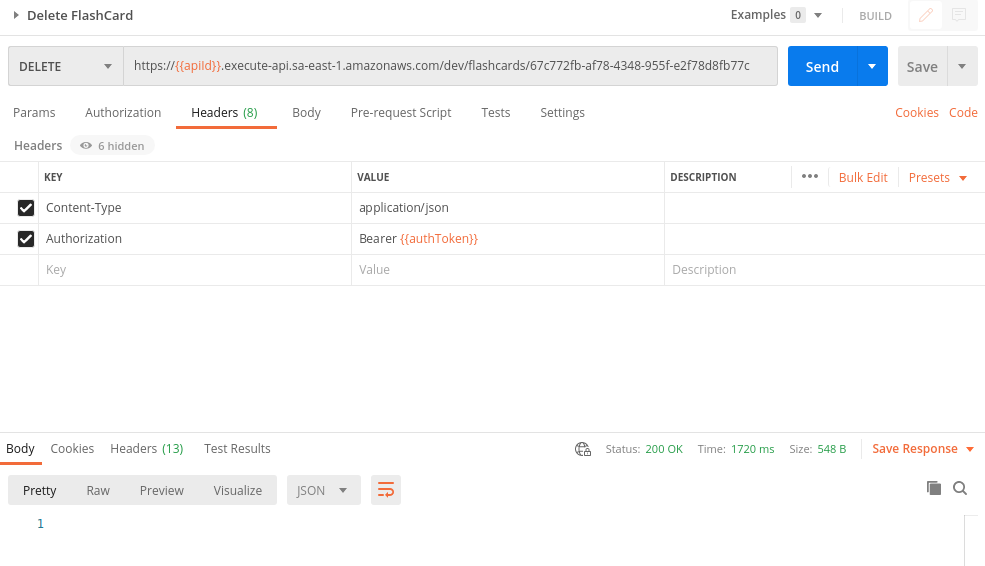 Delete FlashCard Examples 0 BUILD
DELETE https://{{apiId}}.execute-api.sa-east-1.amazonaws.com/dev/flashcards/67c772fb-af78-4348-955f-e2f78d8fb77c Send Save
Params Authorization Headers (8) Body Pre-request Script Tests Settings Cookies Code
Headers 6 hidden
KEY VALUE DESCRIPTION ••• Bulk Edit Presets
Content-Type application/json
Authorization Bearer {{authToken}}
Key Value Description
Body Cookies Headers (13) Test Results Status: 200 OK Time: 1720 ms Size: 548 B Save Response
Pretty Raw Preview Visualize JSON
1